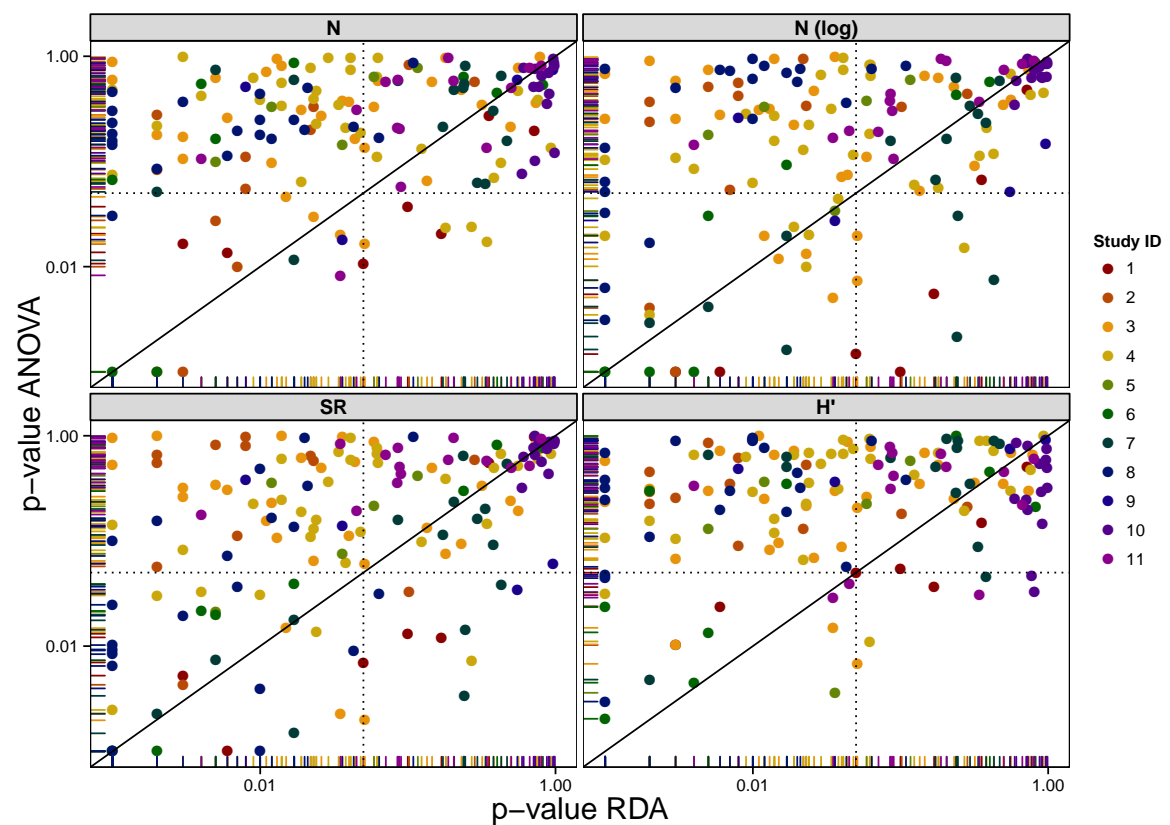 N
N (log)
1.00
0.01
SR
H'
1.00
0.01
0.01
1.00
0.01
1.00
p−value RDA
p−value ANOVA
Study ID
1
2
3
4
5
6
7
8
9
10
11